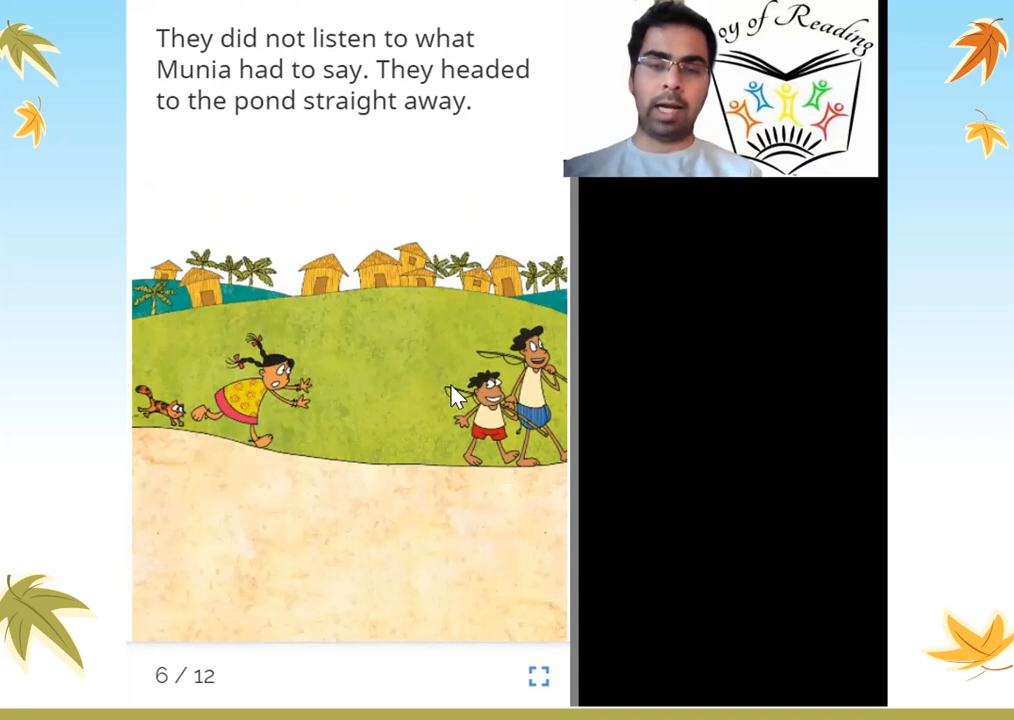 They did not listen to what
Munia had to say. They headed
to the pond straight away.
oy of Reading
6 / 12